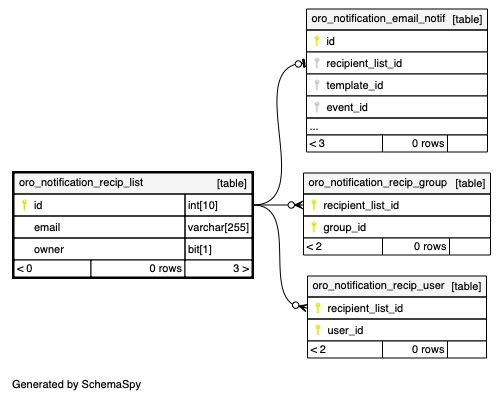 oro_notification_email_notif [table]
id
recipient_list_id
template_id
event_id
...
< 3 0 rows
oro_notification_recip_list [table]
id int[10]
email varchar[255]
owner bit[1]
< 0 0 rows 3 >
oro_notification_recip_group [table]
recipient_list_id
group_id
< 2 0 rows
oro_notification_recip_user [table]
recipient_list_id
user_id
< 2 0 rows
Generated by SchemaSpy